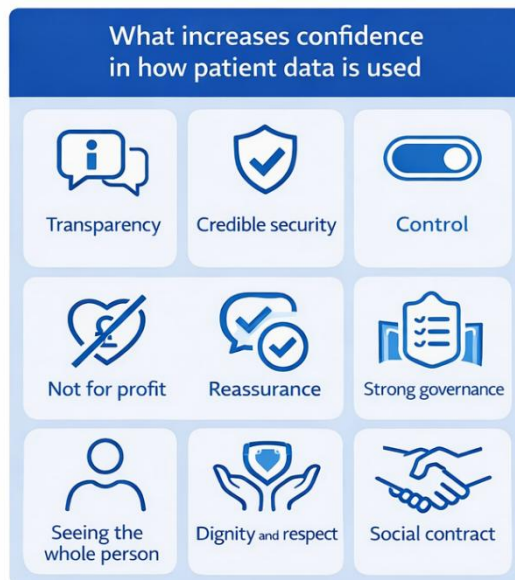 What increases confidence
in how patient data is used
Transparency
Credible security
Control
£
Not for profit
Reassurance
Strong governance
Seeing the
whole person
Dignity and respect
Social contract